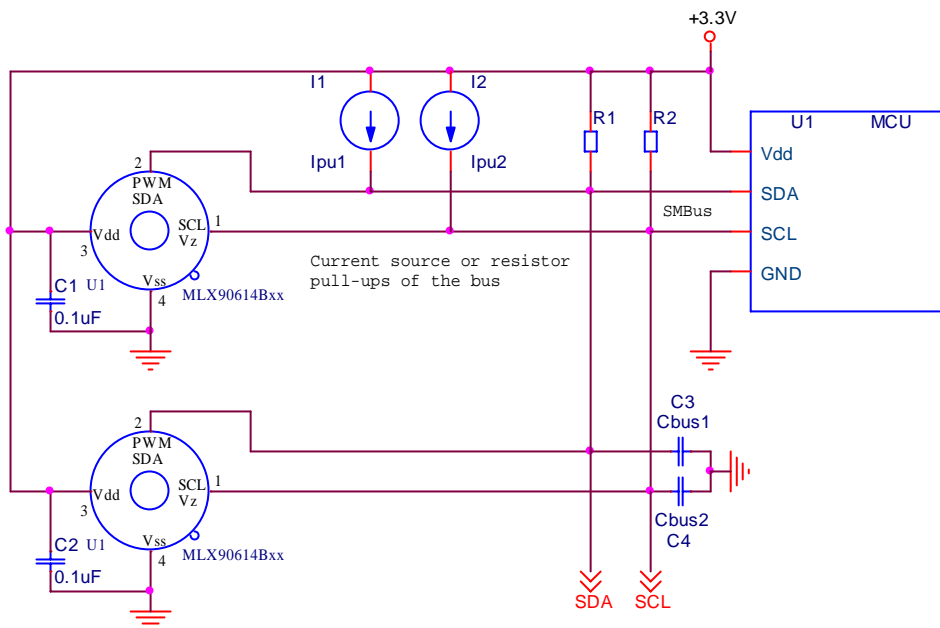 +3.3V
I1
I2
R1
R2
U1
MCU
Ipu1
Ipu2
Vdd
SDA
SCL
GND
SMBus
2
PWM
SDA
SCL
Vz
1
Vdd
3
Vss
4
C1
U1
MLX90614Bxx
0.1uF
Current source or resistor
pull-ups of the bus
2
PWM
SDA
SCL
Vz
1
Vdd
3
Vss
4
C2
U1
MLX90614Bxx
0.1uF
C3
Cbus1
Cbus2
C4
SDA
SCL